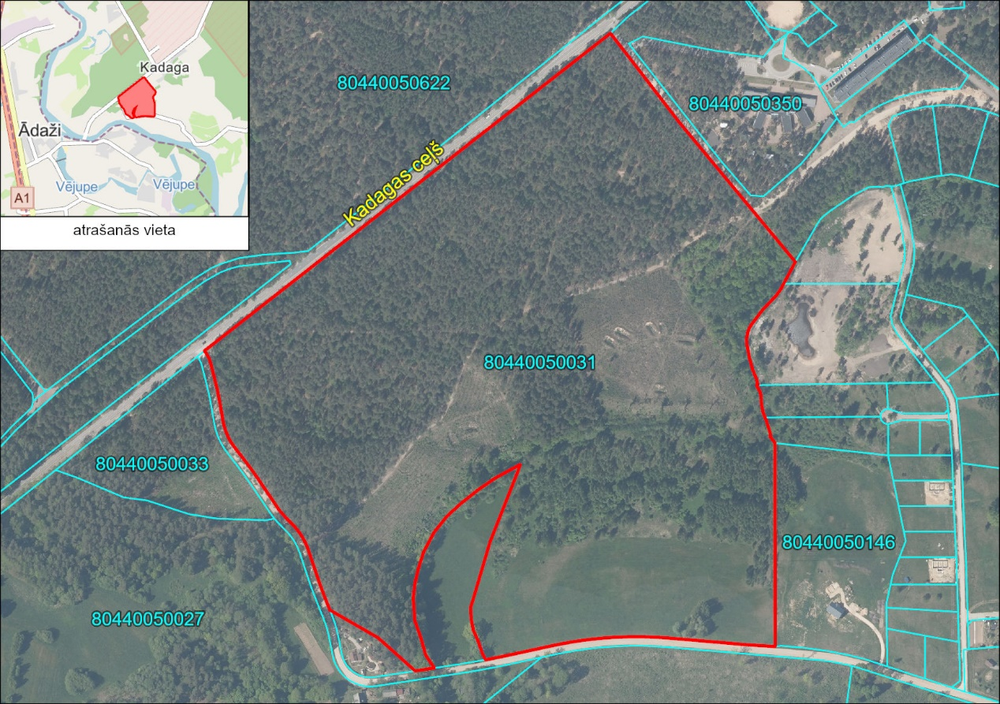 Kadaga
Ādaži
Vējupe
Vējupe
A1
atrašanās vieta
80440050622
80440050350
Kadagas ceļš
80440050031
80440050033
80440050146
80440050027